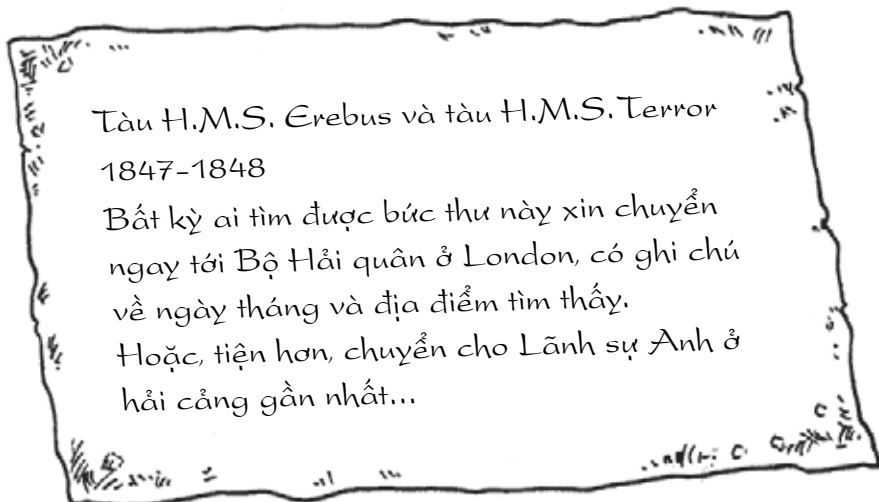 Tàu H.M.S. Erebus và tàu H.M.S. Terror
1847-1848
Bất kỳ ai tìm được bức thư này xin chuyển
ngay tới Bộ Hải quân ở London, có ghi chú
về ngày tháng và địa điểm tìm thấy.
Hoặc, tiện hơn, chuyển cho Lãnh sự Anh ở
hải cảng gần nhất...